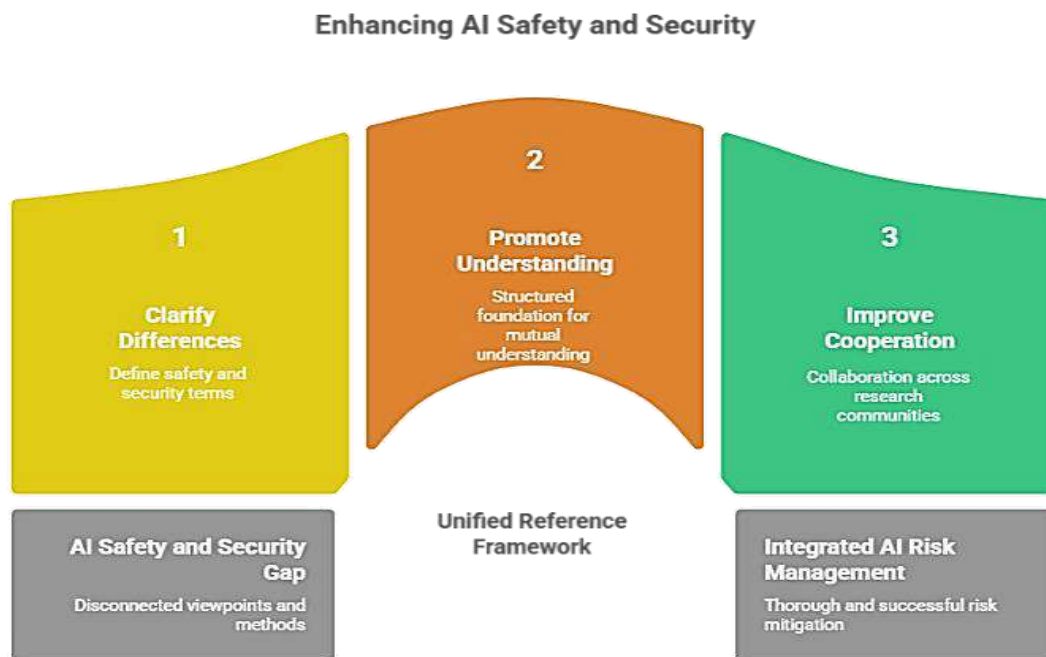 Enhancing AI Safety and Security
1
Clarify
Differences
Define safety and
security terms
2
Promote
Understanding
Structured
foundation for
mutual
understanding
3
Improve
Cooperation
Collaboration across
research
communities
AI Safety and Security
Gap
Disconnected viewpoints and
methods
Unified Reference
Framework
Integrated AI Risk
Management
Thorough and successful risk
mitigation